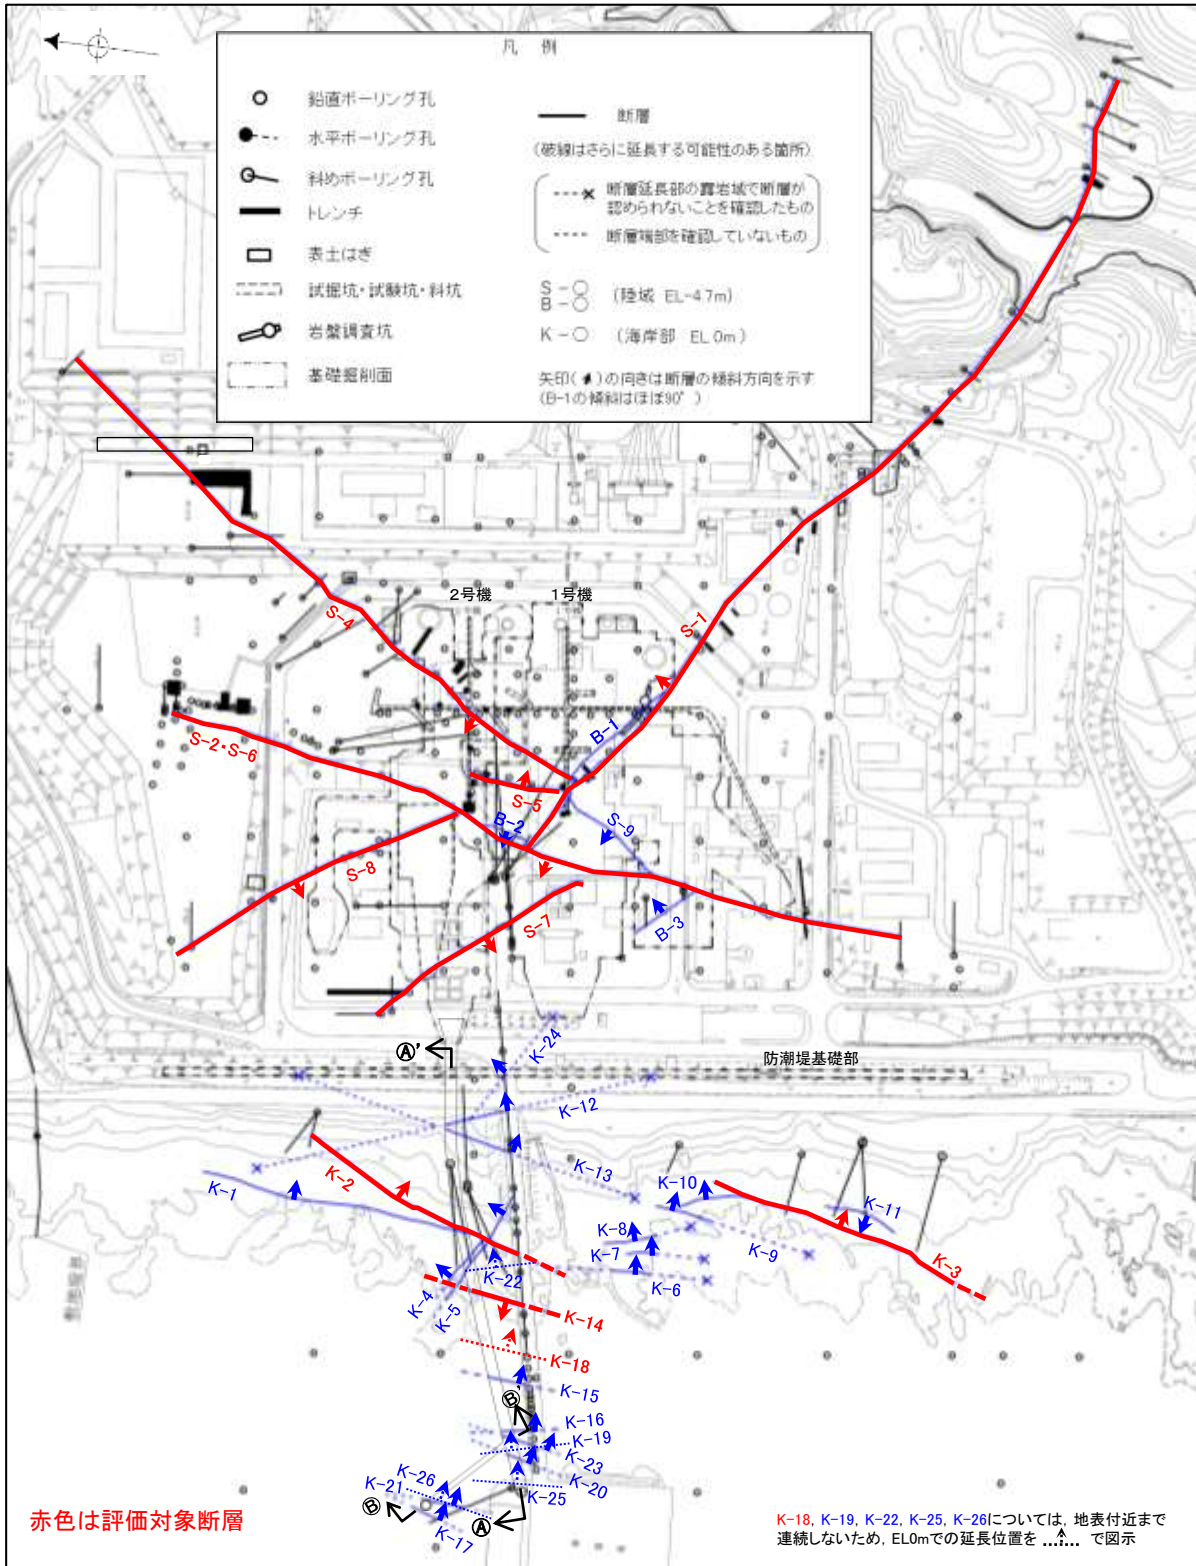 凡 例
鉛直ボーリング孔
水平ボーリング孔
斜めボーリング孔
トレンチ
表土はぎ
試掘坑・試験坑・斜坑
岩盤調査坑
基礎掘削面
断層
(破線はさらに延長する可能性のある箇所)
断層延長部の露岩域で断層が
認められないことを確認したもの
断層端部を確認していないもの
S-○
B-○
(陸域 EL-4.7m)
K-○ (海岸部 EL 0m)
矢印( )の向きは断層の傾斜方向を示す
(B-1の傾斜はほぼ90°)
2号機
1号機
S-4
S-1
B-1
S-2・S-6
S-5
B-2
S-9
S-8
S-7
B-3
K-24
Ⓐ'
防潮堤基礎部
K-12
K-13
K-2
K-1
K-10
K-11
K-8
K-7
K-9
K-6
K-3
K-22
K-4
K-5
K-14
K-18
K-15
Ⓑ'
K-16
K-19
K-23
K-20
K-26
K-21
K-25
Ⓑ
K-17
Ⓐ
赤色は評価対象断層
K-18, K-19, K-22, K-25, K-26については, 地表付近まで
連続しないため, EL0mでの延長位置を で図示